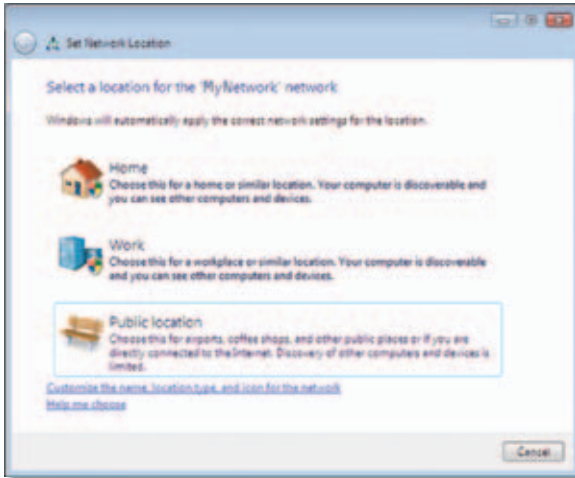 Set Network Location
Select a location for the 'MyNetwork' network
Windows will automatically apply the correct network settings for the location.
Home
Choose this for a home or similar location. Your computer is discoverable and
you can see other computers and devices.
Work
Choose this for a workplace or similar location. Your computer is discoverable
and you can see other computers and devices.
Public location
Choose this for airports, coffee shops, and other public places or if you are
directly connected to the Internet. Discovery of other computers and devices is
limited.
Customize the name, location type, and icon for the network
Help me choose
Cancel